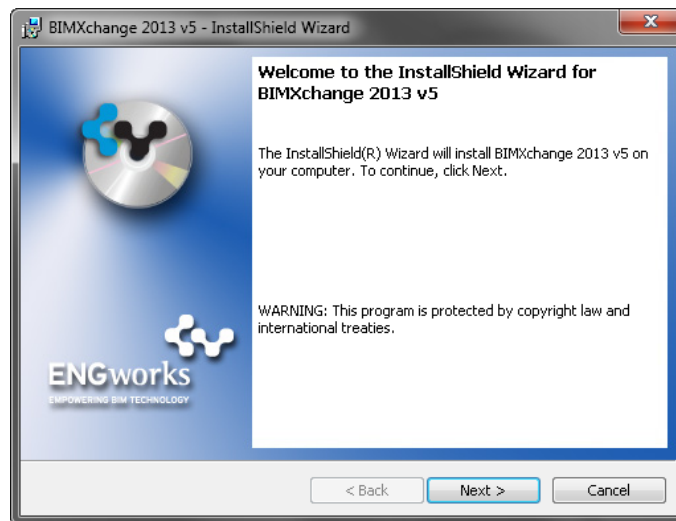 BIMXchange 2013 v5 - InstallShield Wizard
Welcome to the InstallShield Wizard for
BIMXchange 2013 v5
The InstallShield(R) Wizard will install BIMXchange 2013 v5 on
your computer. To continue, click Next.
WARNING: This program is protected by copyright law and
international treaties.
ENGworks
EMPOWERING BIM TECHNOLOGY
< Back
Next >
Cancel